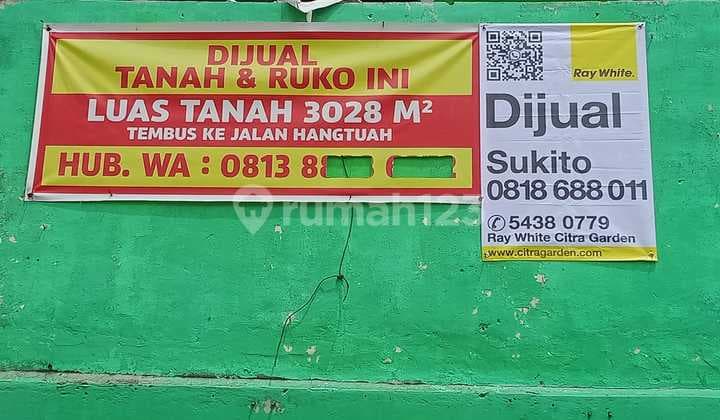 DIJUAL
TANAH & RUKO INI
LUAS TANAH 3028 M²
TEMBUS KE JALAN HANGTUAH
HUB. WA : 0813
Ray White.
Dijual
Sukito
0818 688 011
5438 0779
Ray White Citra Garden
www.citragarden.com
rumah123